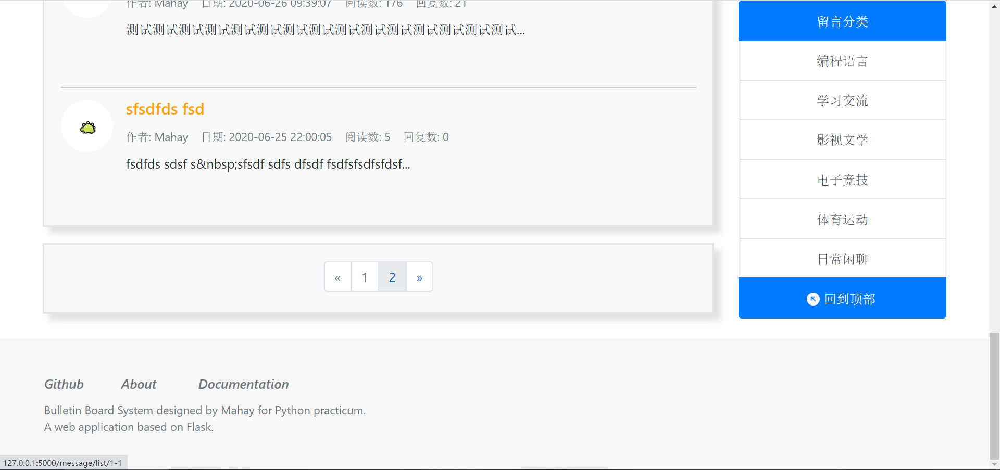 作者: Mahay 日期: 2020-06-26 09:39:07 阅读数: 176 回复数: 21
测试测试测试测试测试测试测试测试测试测试测试测试测试测试测试...
sfsdfds fsd
作者: Mahay 日期: 2020-06-25 22:00:05 阅读数: 5 回复数: 0
fsdfds sdsf s&nbsp;sfsdf sdfs dfsdf fsdfsfsdfsfdsf...
« 1 2 »
留言分类
编程语言
学习交流
影视文学
电子竞技
体育运动
日常闲聊
回到顶部
Github About Documentation
Bulletin Board System designed by Mahay for Python practicum.
A web application based on Flask.
127.0.0.1:5000/message/list/1-1